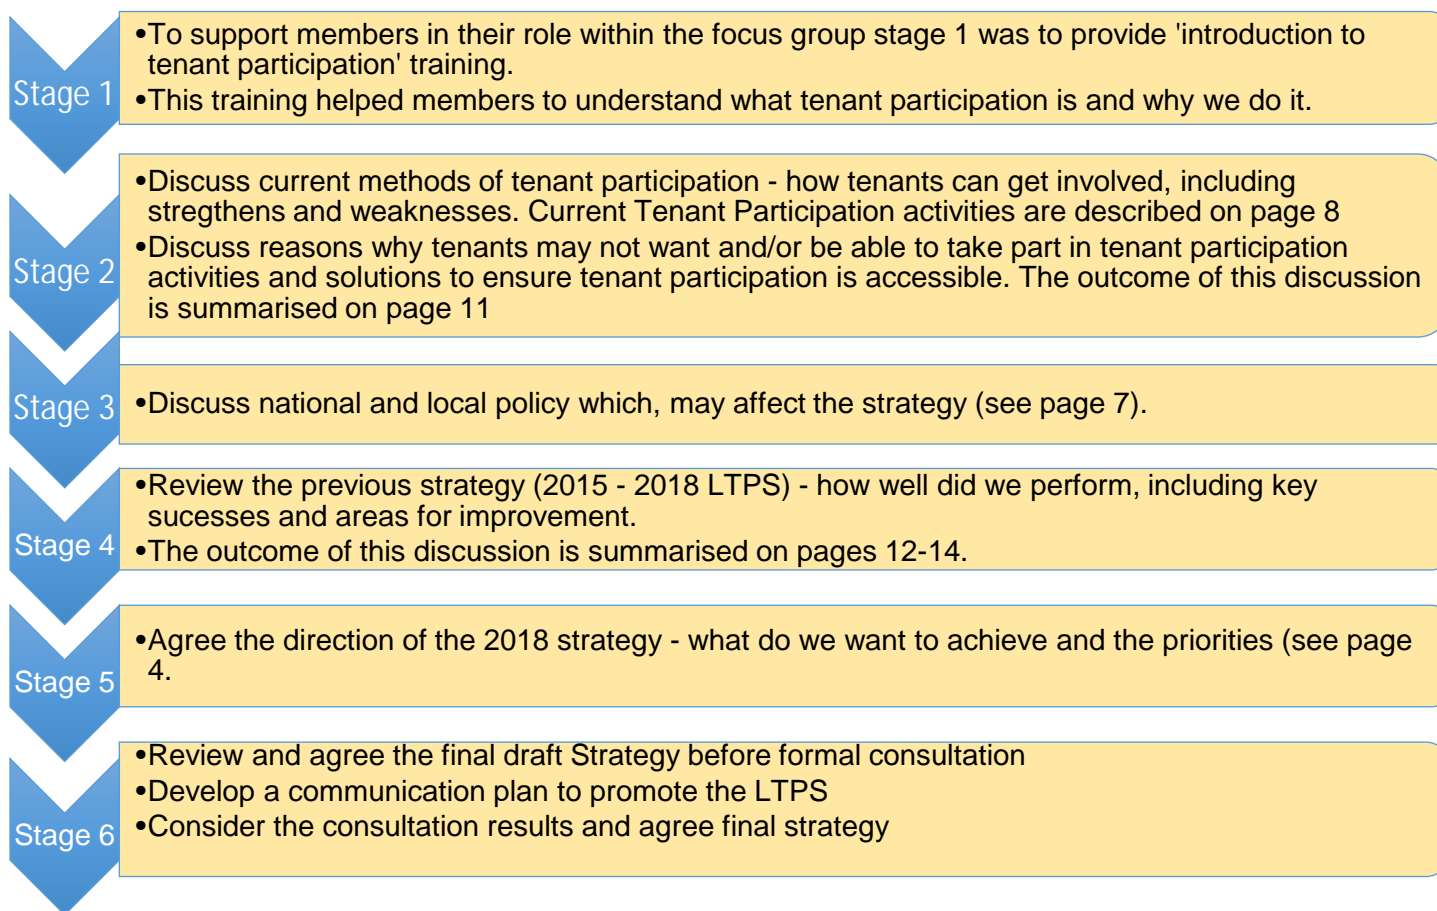 Stage 1
•To support members in their role within the focus group stage 1 was to provide 'introduction to
tenant participation' training.
•This training helped members to understand what tenant participation is and why we do it.
Stage 2
•Discuss current methods of tenant participation - how tenants can get involved, including
stregthens and weaknesses. Current Tenant Participation activities are described on page 8
•Discuss reasons why tenants may not want and/or be able to take part in tenant participation
activities and solutions to ensure tenant participation is accessible. The outcome of this discussion
is summarised on page 11
Stage 3
•Discuss national and local policy which, may affect the strategy (see page 7).
Stage 4
•Review the previous strategy (2015 - 2018 LTPS) - how well did we perform, including key
sucesses and areas for improvement.
•The outcome of this discussion is summarised on pages 12-14.
Stage 5
•Agree the direction of the 2018 strategy - what do we want to achieve and the priorities (see page
4.
Stage 6
•Review and agree the final draft Strategy before formal consultation
•Develop a communication plan to promote the LTPS
•Consider the consultation results and agree final strategy